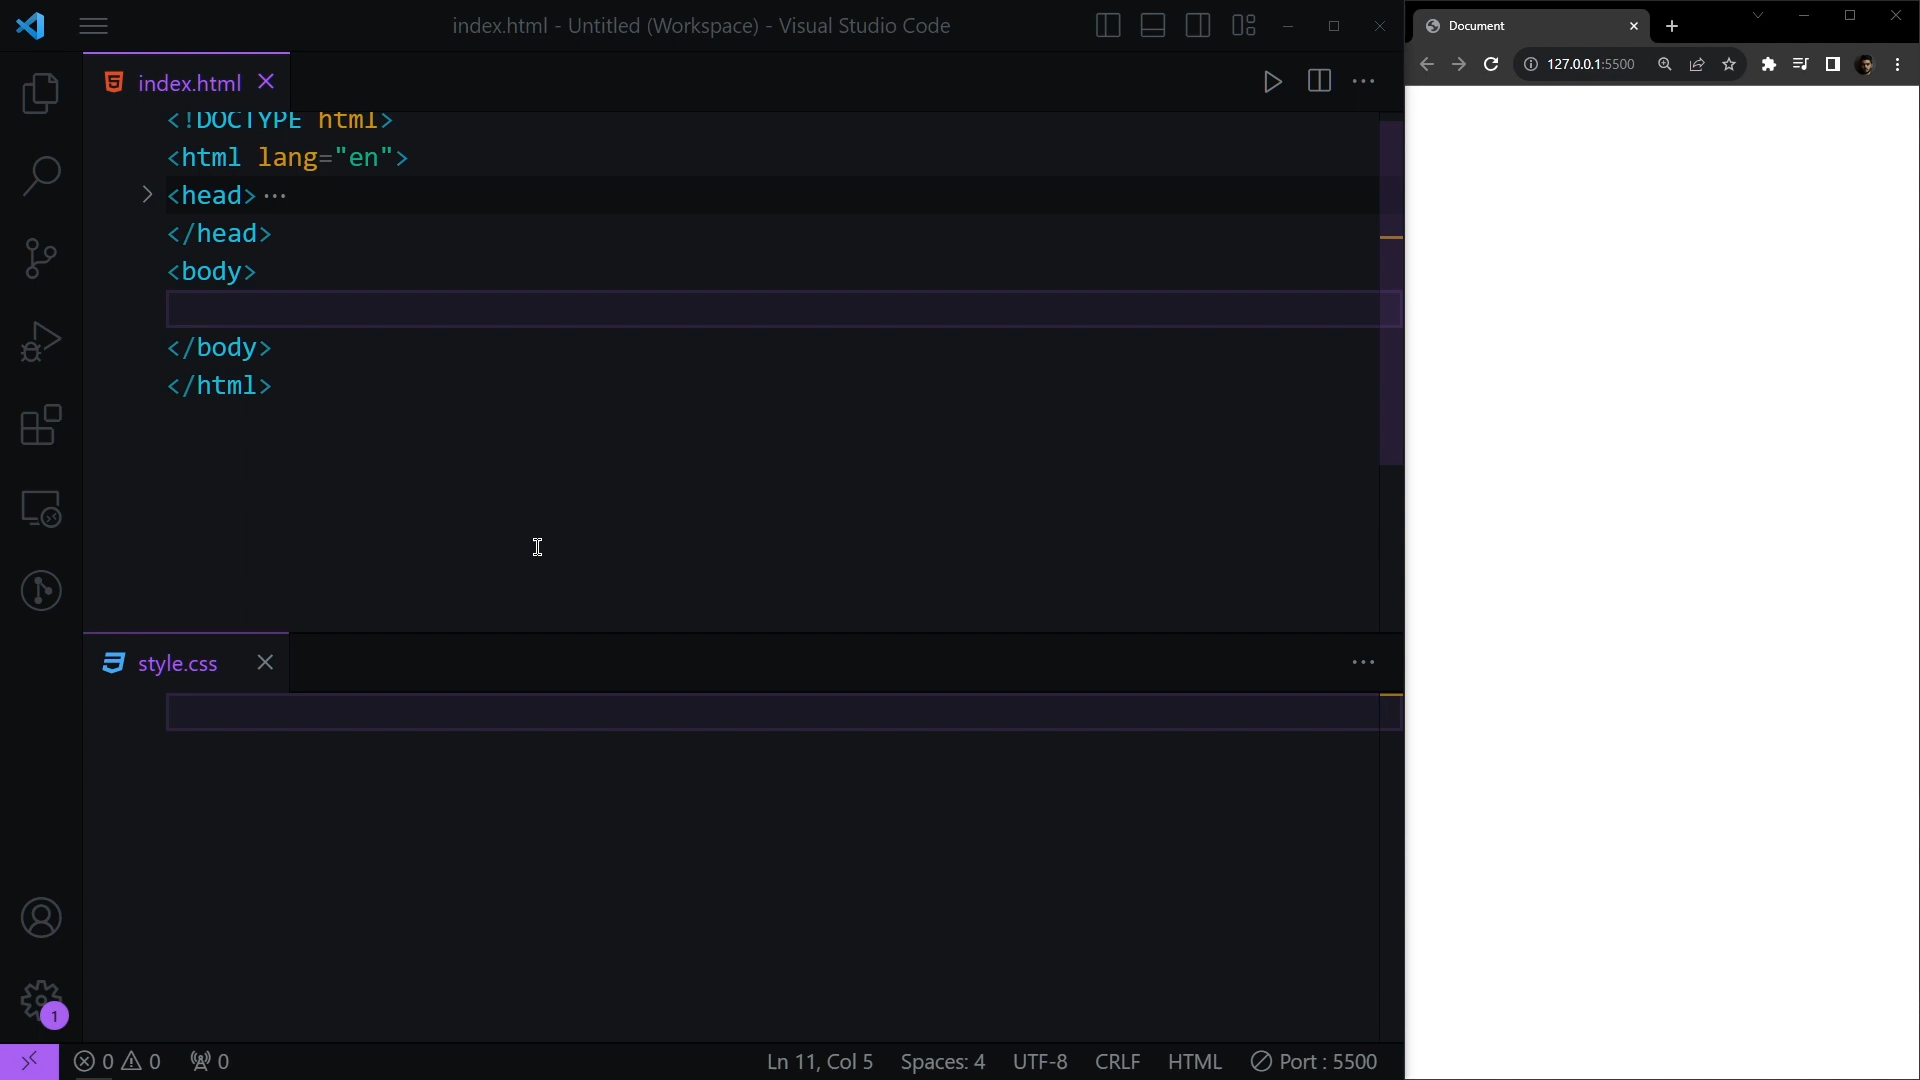 index.html - Untitled (Workspace) - Visual Studio Code
Document
127.0.0.1:5500
index.html
<!DOCTYPE html>
<html lang="en">
<head>···
</head>
<body>
</body>
</html>
style.css
1
0 0 0
Ln 11, Col 5
Spaces: 4
UTF-8
CRLF
HTML
Port : 5500